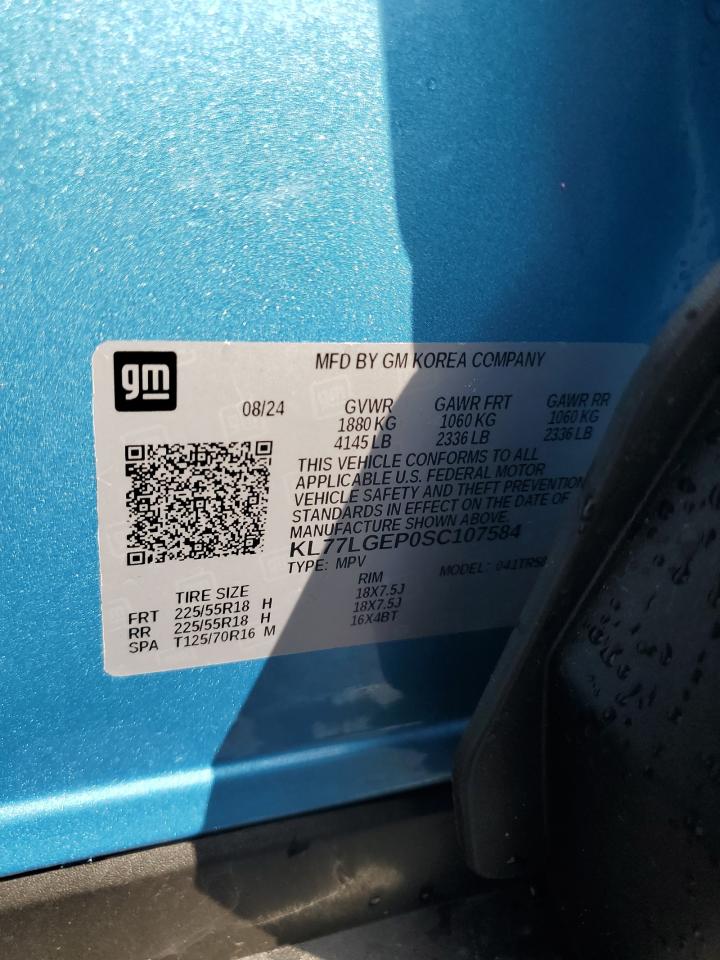 gm
MFD BY GM KOREA COMPANY
08/24
GVWR GAWR FRT GAWR RR
1880 KG 1060 KG 1060 KG
4145 LB 2336 LB 2336 LB
THIS VEHICLE CONFORMS TO ALL
APPLICABLE U.S. FEDERAL MOTOR
VEHICLE SAFETY AND THEFT PREVENTION
STANDARDS IN EFFECT ON THE DATE OF
MANUFACTURE SHOWN ABOVE.
KL77LGEP0SC107584
TYPE: MPV MODEL:
TIRE SIZE RIM
FRT 225/55R18 H 18X7.5J
RR 225/55R18 H 18X7.5J
SPA T125/70R16 M 16X4BT